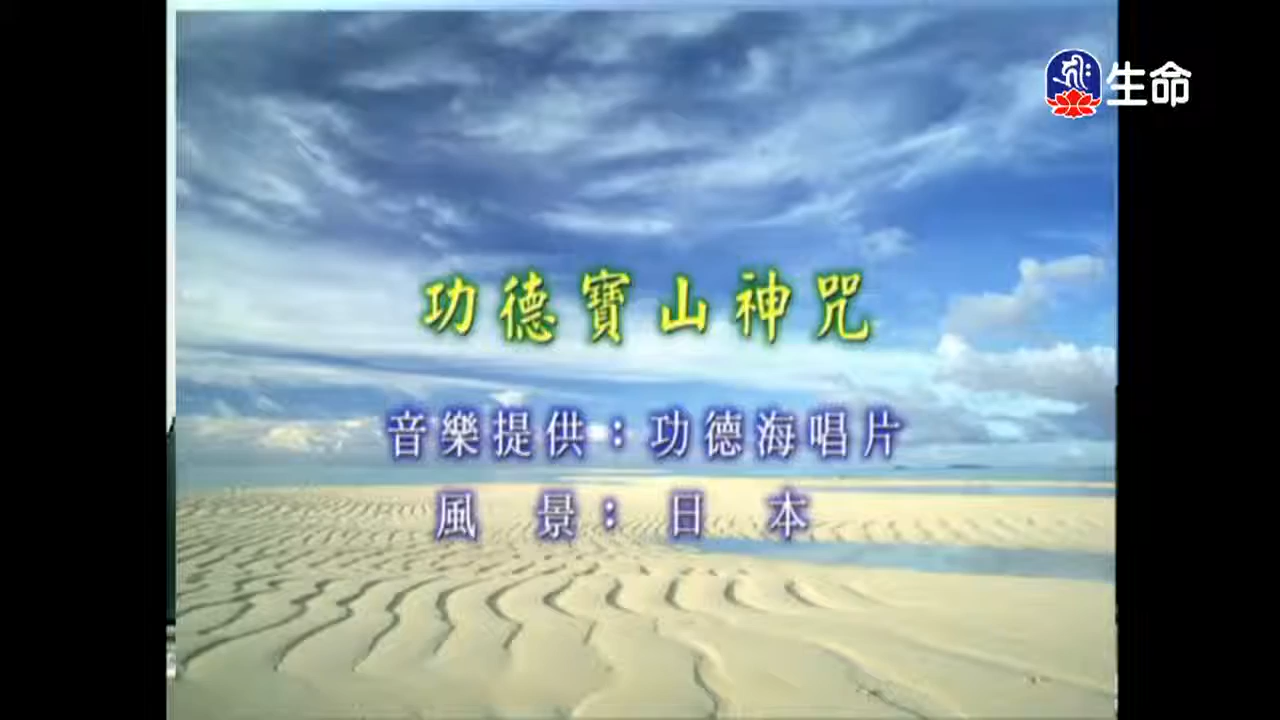 生命
功德寶山神咒
音樂提供：功德海唱片
風景：日本